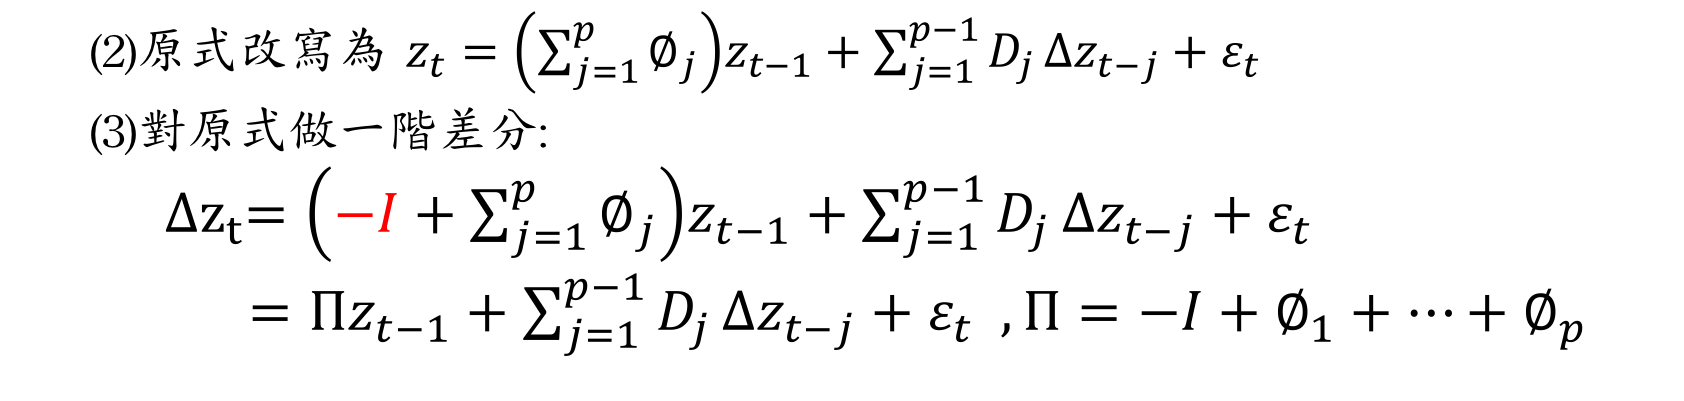 (2)原式改寫為 z_t = (∑_{j=1}^{p} ∅_j) z_{t−1} + ∑_{j=1}^{p−1} D_j Δz_{t−j} + ε_t
(3)對原式做一階差分:
Δz_t= (−I + ∑_{j=1}^{p} ∅_j) z_{t−1} + ∑_{j=1}^{p−1} D_j Δz_{t−j} + ε_t
= Πz_{t−1} + ∑_{j=1}^{p−1} D_j Δz_{t−j} + ε_t , Π = −I + ∅_1 + ⋯ + ∅_p